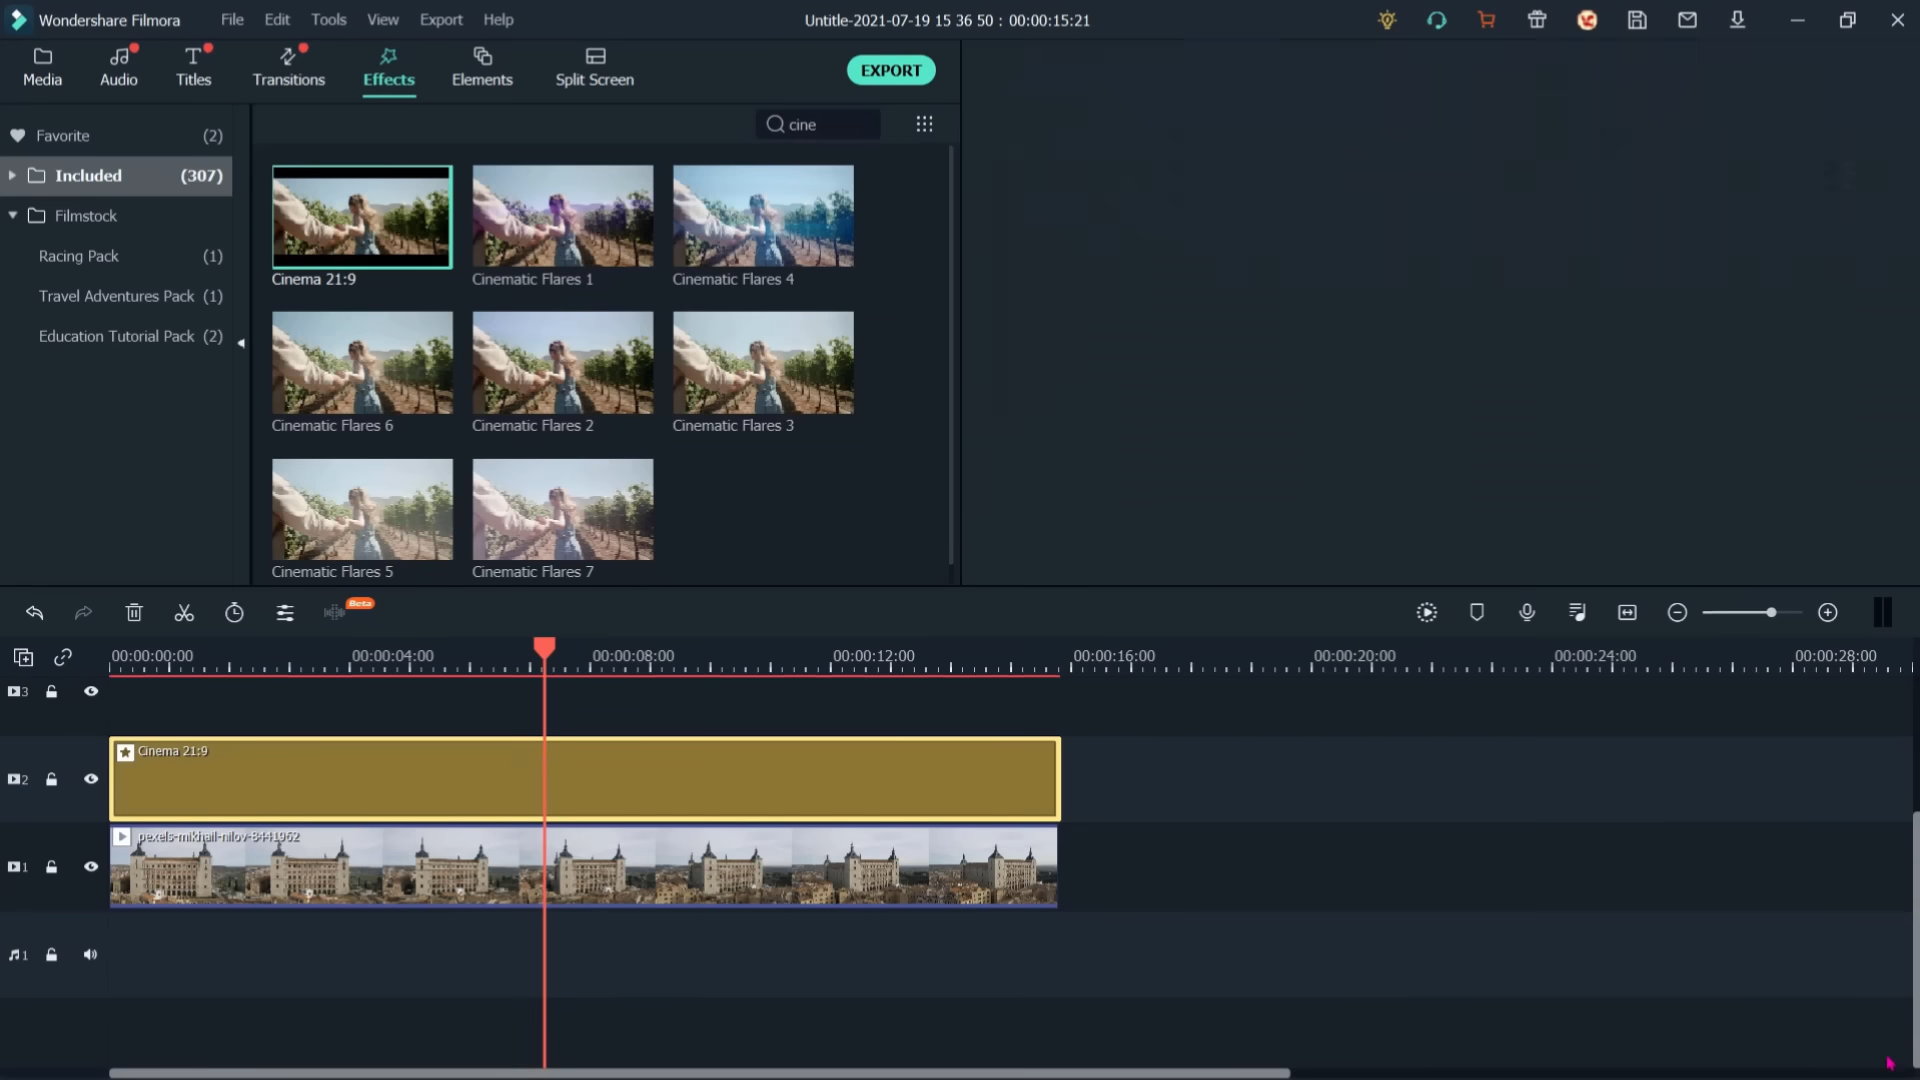 Wondershare Filmora
File
Edit
Tools
View
Export
Help
Untitle-2021-07-19 15 36 50 : 00:00:15:21
Media
Audio
Titles
Transitions
Effects
Elements
Split Screen
EXPORT
Favorite (2)
Included (307)
Filmstock
Racing Pack (1)
Travel Adventures Pack (1)
Education Tutorial Pack (2)
cine
Cinema 21:9
Cinematic Flares 1
Cinematic Flares 4
Cinematic Flares 6
Cinematic Flares 2
Cinematic Flares 3
Cinematic Flares 5
Cinematic Flares 7
Beta
00:00:00:00
00:00:04:00
00:00:08:00
00:00:12:00
00:00:16:00
00:00:20:00
00:00:24:00
00:00:28:00
3
Cinema 21:9
2
pexels-mikhail-nilov-8441962
1
1